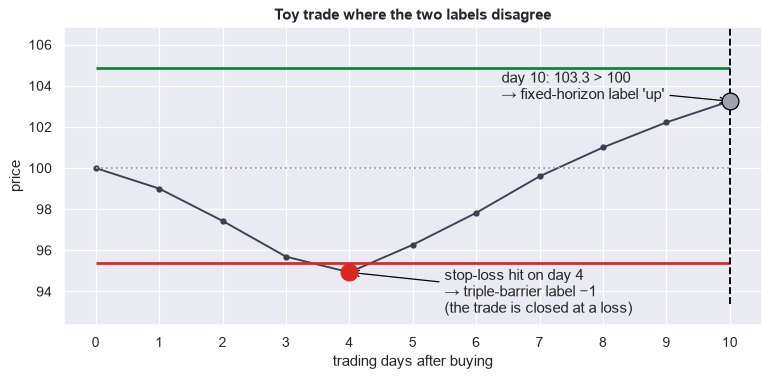 Toy trade where the two labels disagree
106
104
102
100
98
96
94
price
day 10: 103.3 > 100
→ fixed-horizon label 'up'
stop-loss hit on day 4
→ triple-barrier label −1
(the trade is closed at a loss)
0 1 2 3 4 5 6 7 8 9 10
trading days after buying